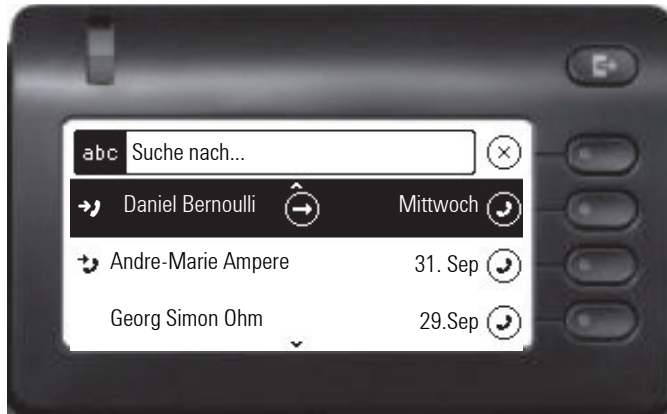 abc Suche nach...
Daniel Bernoulli Mittwoch
Andre-Marie Ampere 31. Sep
Georg Simon Ohm 29.Sep